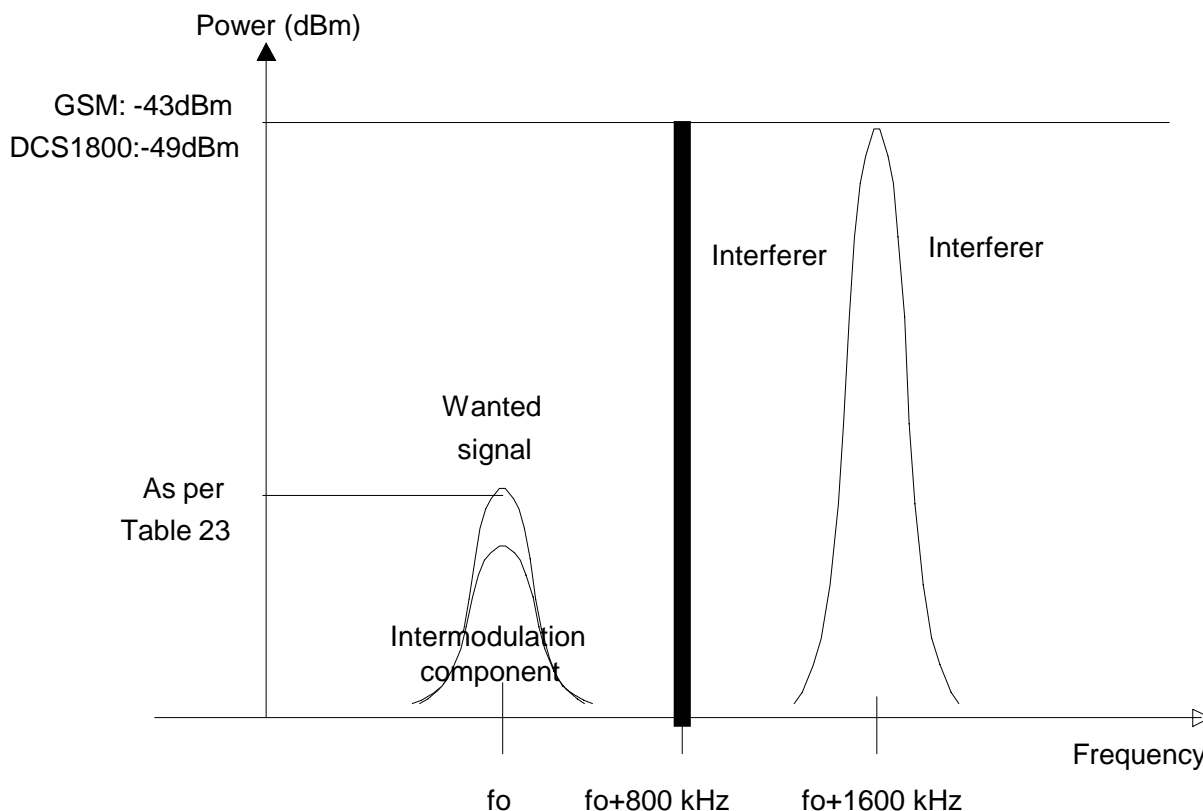 Power (dBm)
GSM: -43dBm
DCS1800:-49dBm
Interferer
Interferer
Wanted
signal
As per
Table 23
Intermodulation
component
Frequency
fo
fo+800 kHz
fo+1600 kHz